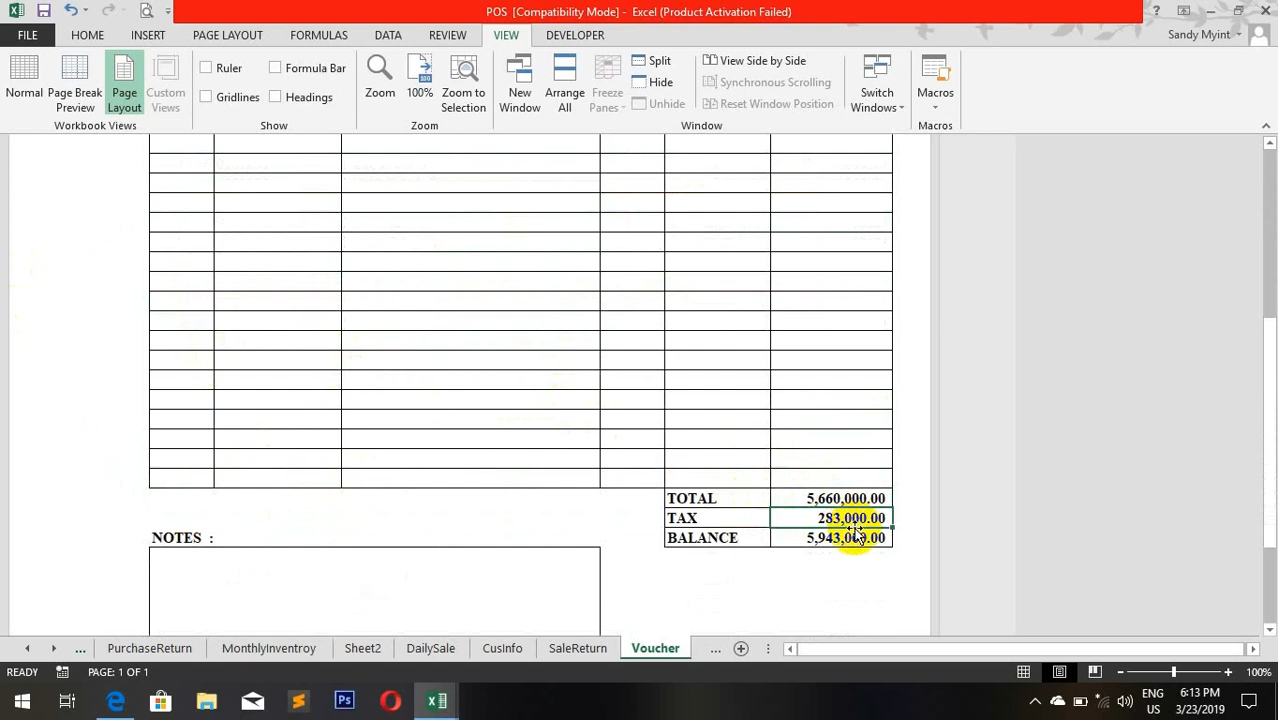 POS [Compatibility Mode] - Excel (Product Activation Failed)
FILE HOME INSERT PAGE LAYOUT FORMULAS DATA REVIEW VIEW DEVELOPER Sandy Myint
Normal
Page Break Preview
Page Layout
Custom Views
Workbook Views
Ruler
Formula Bar
Gridlines
Headings
Show
Zoom
100%
Zoom to Selection
Zoom
New Window
Arrange All
Freeze Panes
Split
Hide
Unhide
View Side by Side
Synchronous Scrolling
Reset Window Position
Window
Switch Windows
Macros
Macros
TOTAL 5,660,000.00
TAX 283,000.00
BALANCE 5,943,000.00
NOTES :
... PurchaseReturn MonthlyInventroy Sheet2 DailySale CusInfo SaleReturn Voucher ...
READY PAGE: 1 OF 1 100%
ENG 6:13 PM
US 3/23/2019